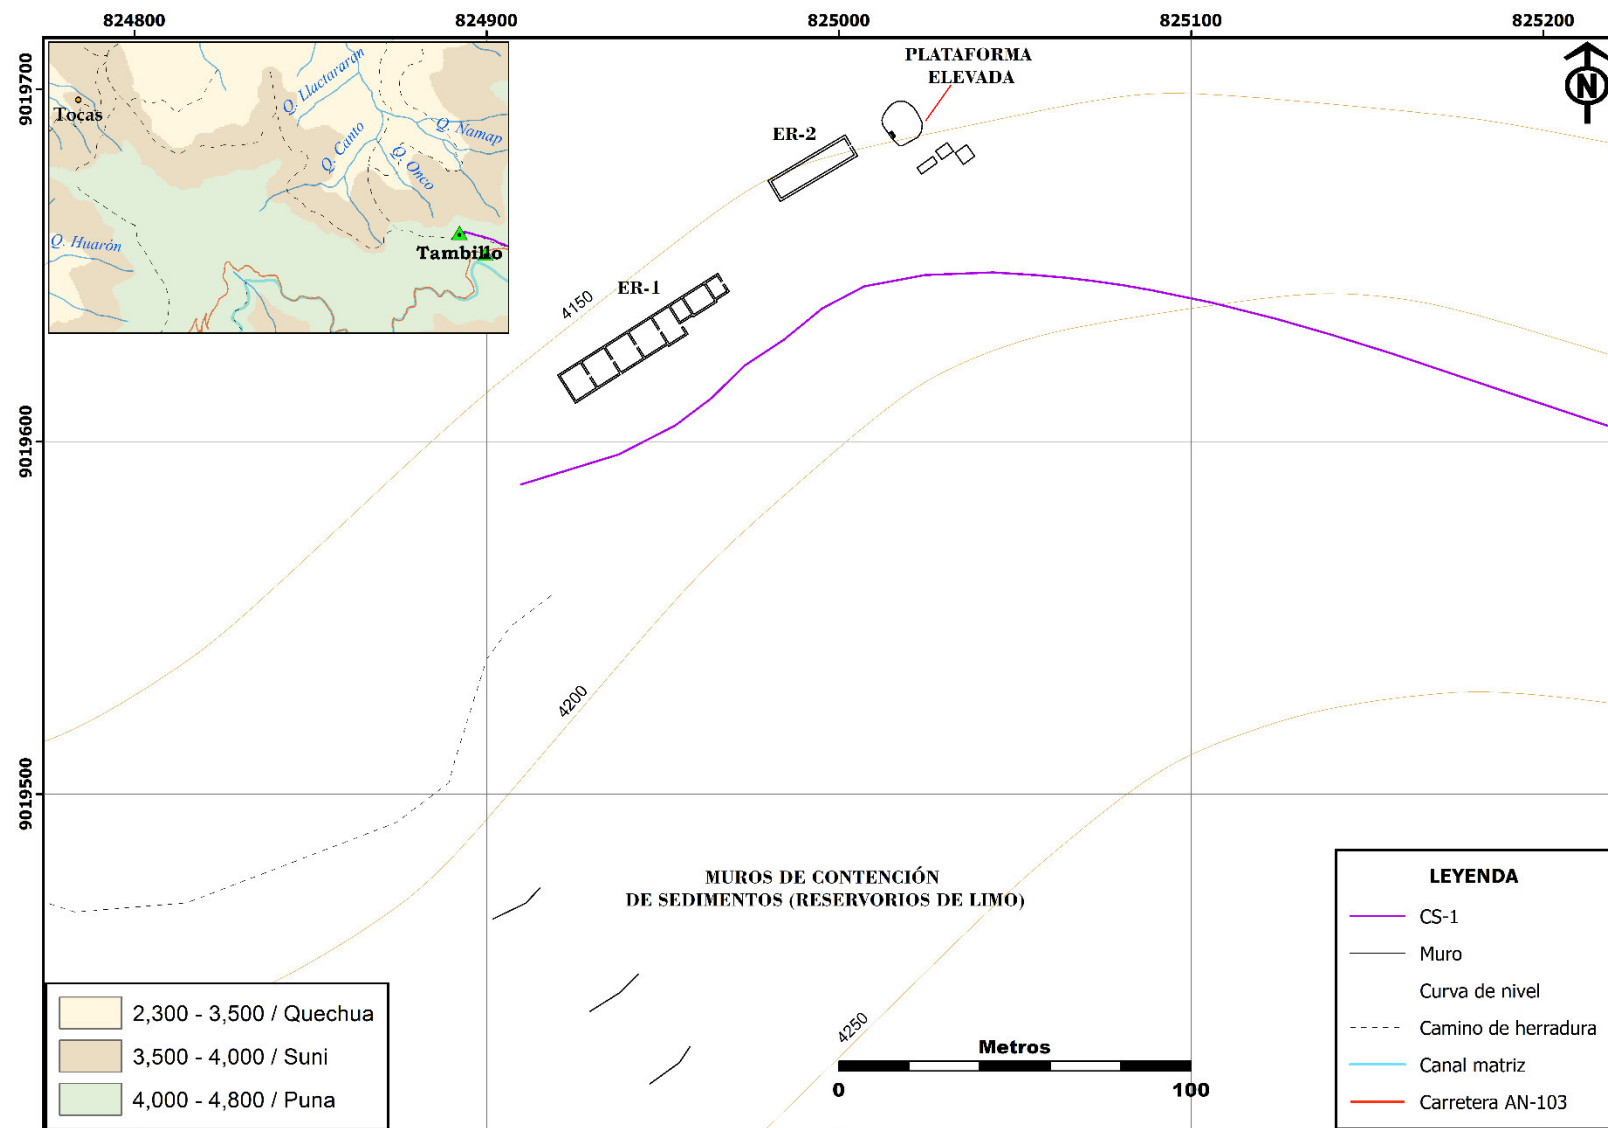 824800
824900
825000
825100
825200
9019700
9019600
9019500
Tocas
Q. Llactararán
Q. Canto
Q. Onco
Q. Namap
Q. Huarón
Tambillo
PLATAFORMA
ELEVADA
N
ER-2
ER-1
4150
4200
4250
MUROS DE CONTENCIÓN
DE SEDIMENTOS (RESERVORIOS DE LIMO)
2,300 - 3,500 / Quechua
3,500 - 4,000 / Suni
4,000 - 4,800 / Puna
Metros
0
100
LEYENDA
CS-1
Muro
Curva de nivel
Camino de herradura
Canal matriz
Carretera AN-103